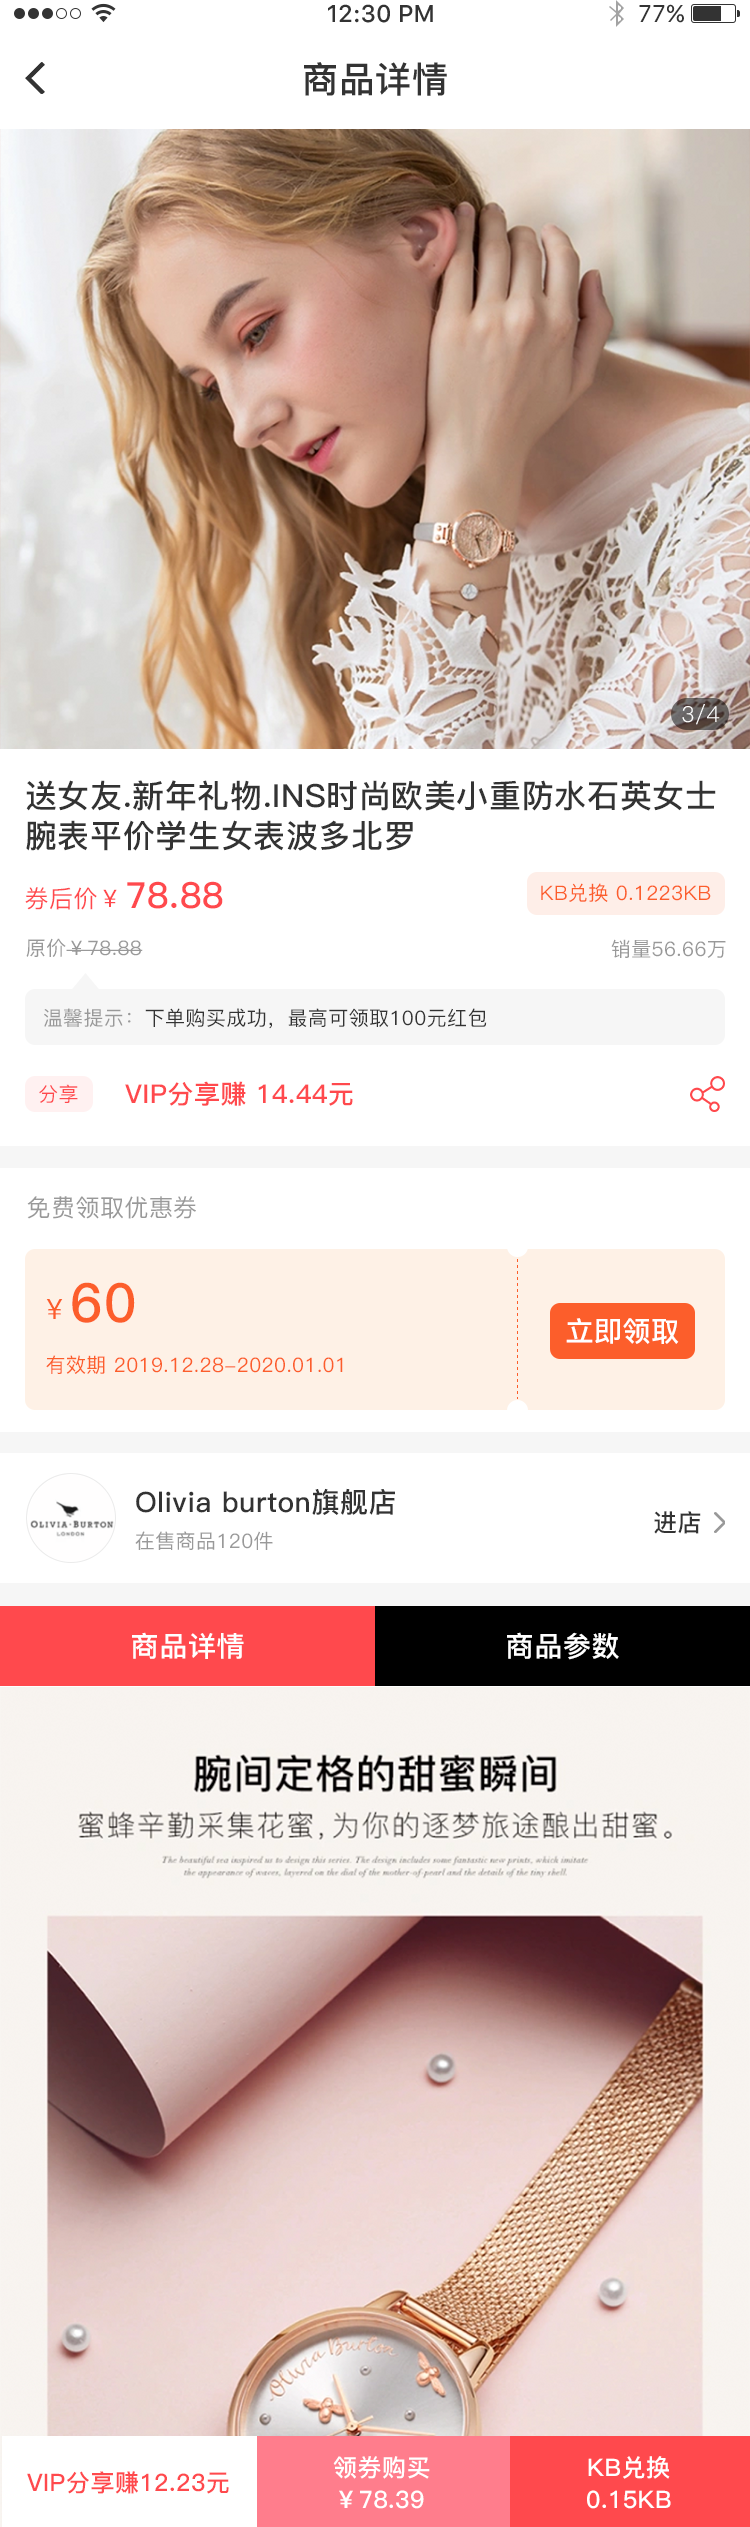 12:30 PM
77%
商品详情
3/4
送女友.新年礼物.INS时尚欧美小重防水石英女士
腕表平价学生女表波多北罗
券后价 ¥ 78.88
KB兑换 0.1223KB
原价 ¥ 78.88
销量56.66万
温馨提示：下单购买成功，最高可领取100元红包
分享
VIP分享赚 14.44元
免费领取优惠券
¥ 60
有效期 2019.12.28-2020.01.01
立即领取
OLIVIA·BURTON
LONDON
Olivia burton旗舰店
在售商品120件
进店
商品详情
商品参数
腕间定格的甜蜜瞬间
蜜蜂辛勤采集花蜜,为你的逐梦旅途酿出甜蜜。
The beautiful sea inspired us to design this series. The design includes some fantastic new prints, which imitate
the appearance of waves, layered on the dial of the mother-of-pearl and the details of the tiny shell.
Olivia Burton
VIP分享赚12.23元
领券购买
¥ 78.39
KB兑换
0.15KB